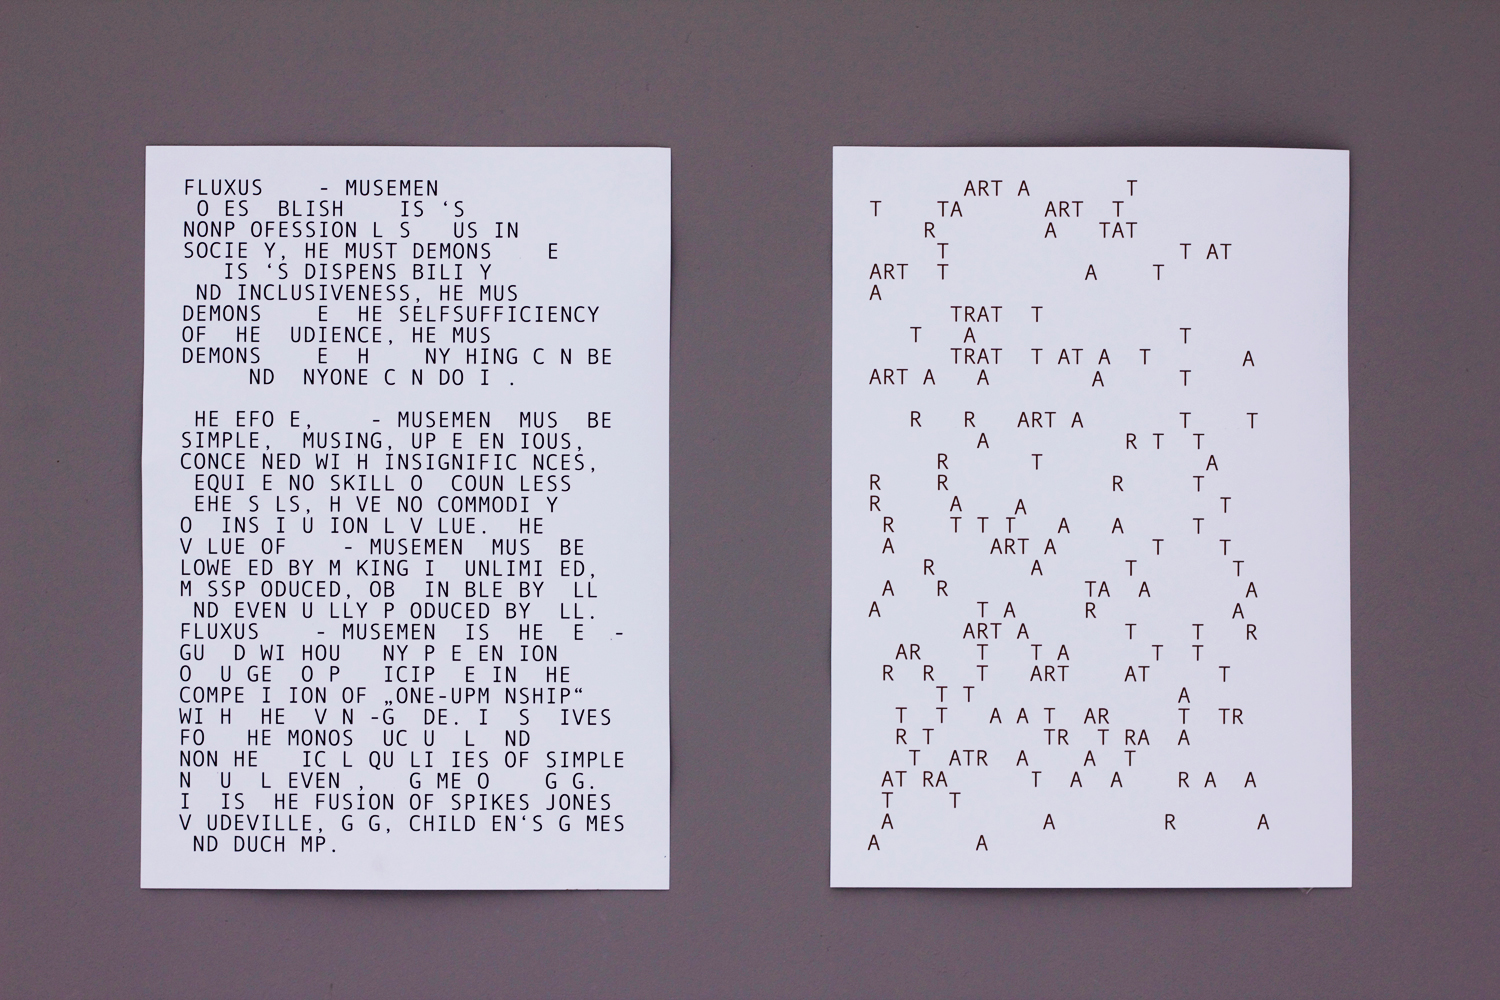 FLUXUS    - MUSEMEN
 O ES  BLISH    IS ‘S
NONP OFESSION L S   US IN
SOCIE Y, HE MUST DEMONS    E
   IS ‘S DISPENS BILI Y
 ND INCLUSIVENESS, HE MUS
DEMONS    E  HE SELFSUFFICIENCY
OF  HE  UDIENCE, HE MUS
DEMONS    E  H    NY HING C N BE
     ND  NYONE C N DO I .
 HE EFO E,    - MUSEMEN  MUS  BE
SIMPLE,  MUSING, UP E EN IOUS,
CONCE NED WI H INSIGNIFIC NCES,
 EQUI E NO SKILL O  COUN LESS
 EHE S LS, H VE NO COMMODI Y
O  INS I U ION L V LUE.  HE
V LUE OF    - MUSEMEN  MUS  BE
LOWE ED BY M KING I  UNLIMI ED,
M SSP ODUCED, OB  IN BLE BY  LL
 ND EVEN U LLY P ODUCED BY  LL.
FLUXUS    - MUSEMEN  IS  HE  E  -
GU  D WI HOU   NY P E EN ION
O  U GE  O P   ICIP  E IN  HE
COMPE I ION OF „ONE-UPM NSHIP“
WI H  HE  V N -G  DE. I  S  IVES
FO   HE MONOS  UC U  L  ND
NON HE   IC L QU LI IES OF SIMPLE
N  U  L EVEN ,   G ME O    G G.
I  IS  HE FUSION OF SPIKES JONES
V UDEVILLE, G G, CHILD EN‘S G MES
 ND DUCH MP.
       ART A       T
T    TA      ART  T
    R        A   TAT
     T                 T AT
ART  T          A    T
A
      TRAT  T
   T   A               T
      TRAT  T AT A  T       A
ART A   A        A     T
   R   R   ART A       T    T
        A          R T  T
     R      T            A
R    R            R     T
R     A    A               T
 R    T T T   A   A     T
 A       ART A       T    T
    R       A      T       T
 A   R          TA  A       A
A       T A     R          A
       ART A       T    T   R
  AR    T   T A      T  T
 R  R   T   ART    AT     T
     T T               A
  T  T   A A T  AR     T  TR
  R T        TR  T RA  A
   T  ATR  A    A  T
 AT RA      T  A  A    R A  A
 T    T
 A           A        R      A
A       A